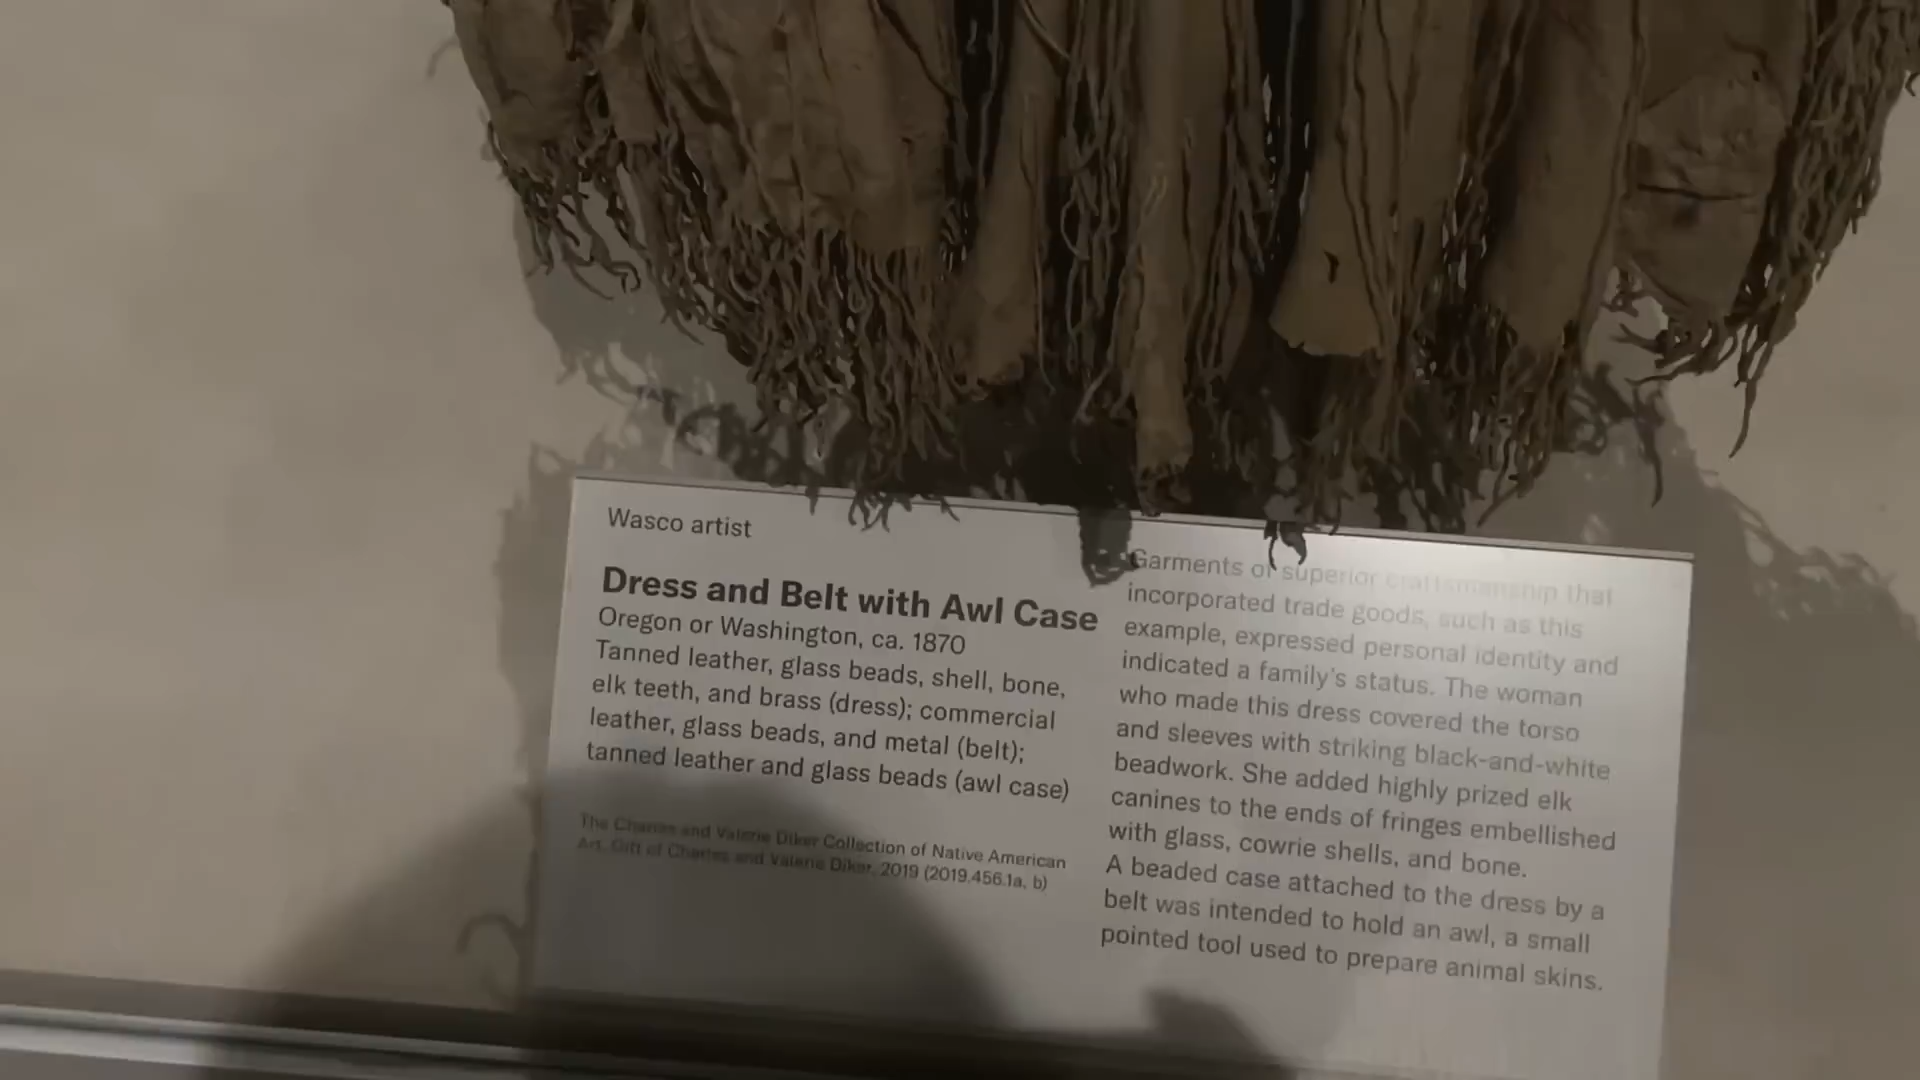 Wasco artist
Dress and Belt with Awl Case
Oregon or Washington, ca. 1870
Tanned leather, glass beads, shell, bone,
elk teeth, and brass (dress); commercial
leather, glass beads, and metal (belt);
tanned leather and glass beads (awl case)
The Charles and Valerie Diker Collection of Native American
Art, Gift of Charles and Valerie Diker, 2019 (2019.456.1a, b)
Garments of superior craftsmanship that
incorporated trade goods, such as this
example, expressed personal identity and
indicated a family's status. The woman
who made this dress covered the torso
and sleeves with striking black-and-white
beadwork. She added highly prized elk
canines to the ends of fringes embellished
with glass, cowrie shells, and bone.
A beaded case attached to the dress by a
belt was intended to hold an awl, a small
pointed tool used to prepare animal skins.